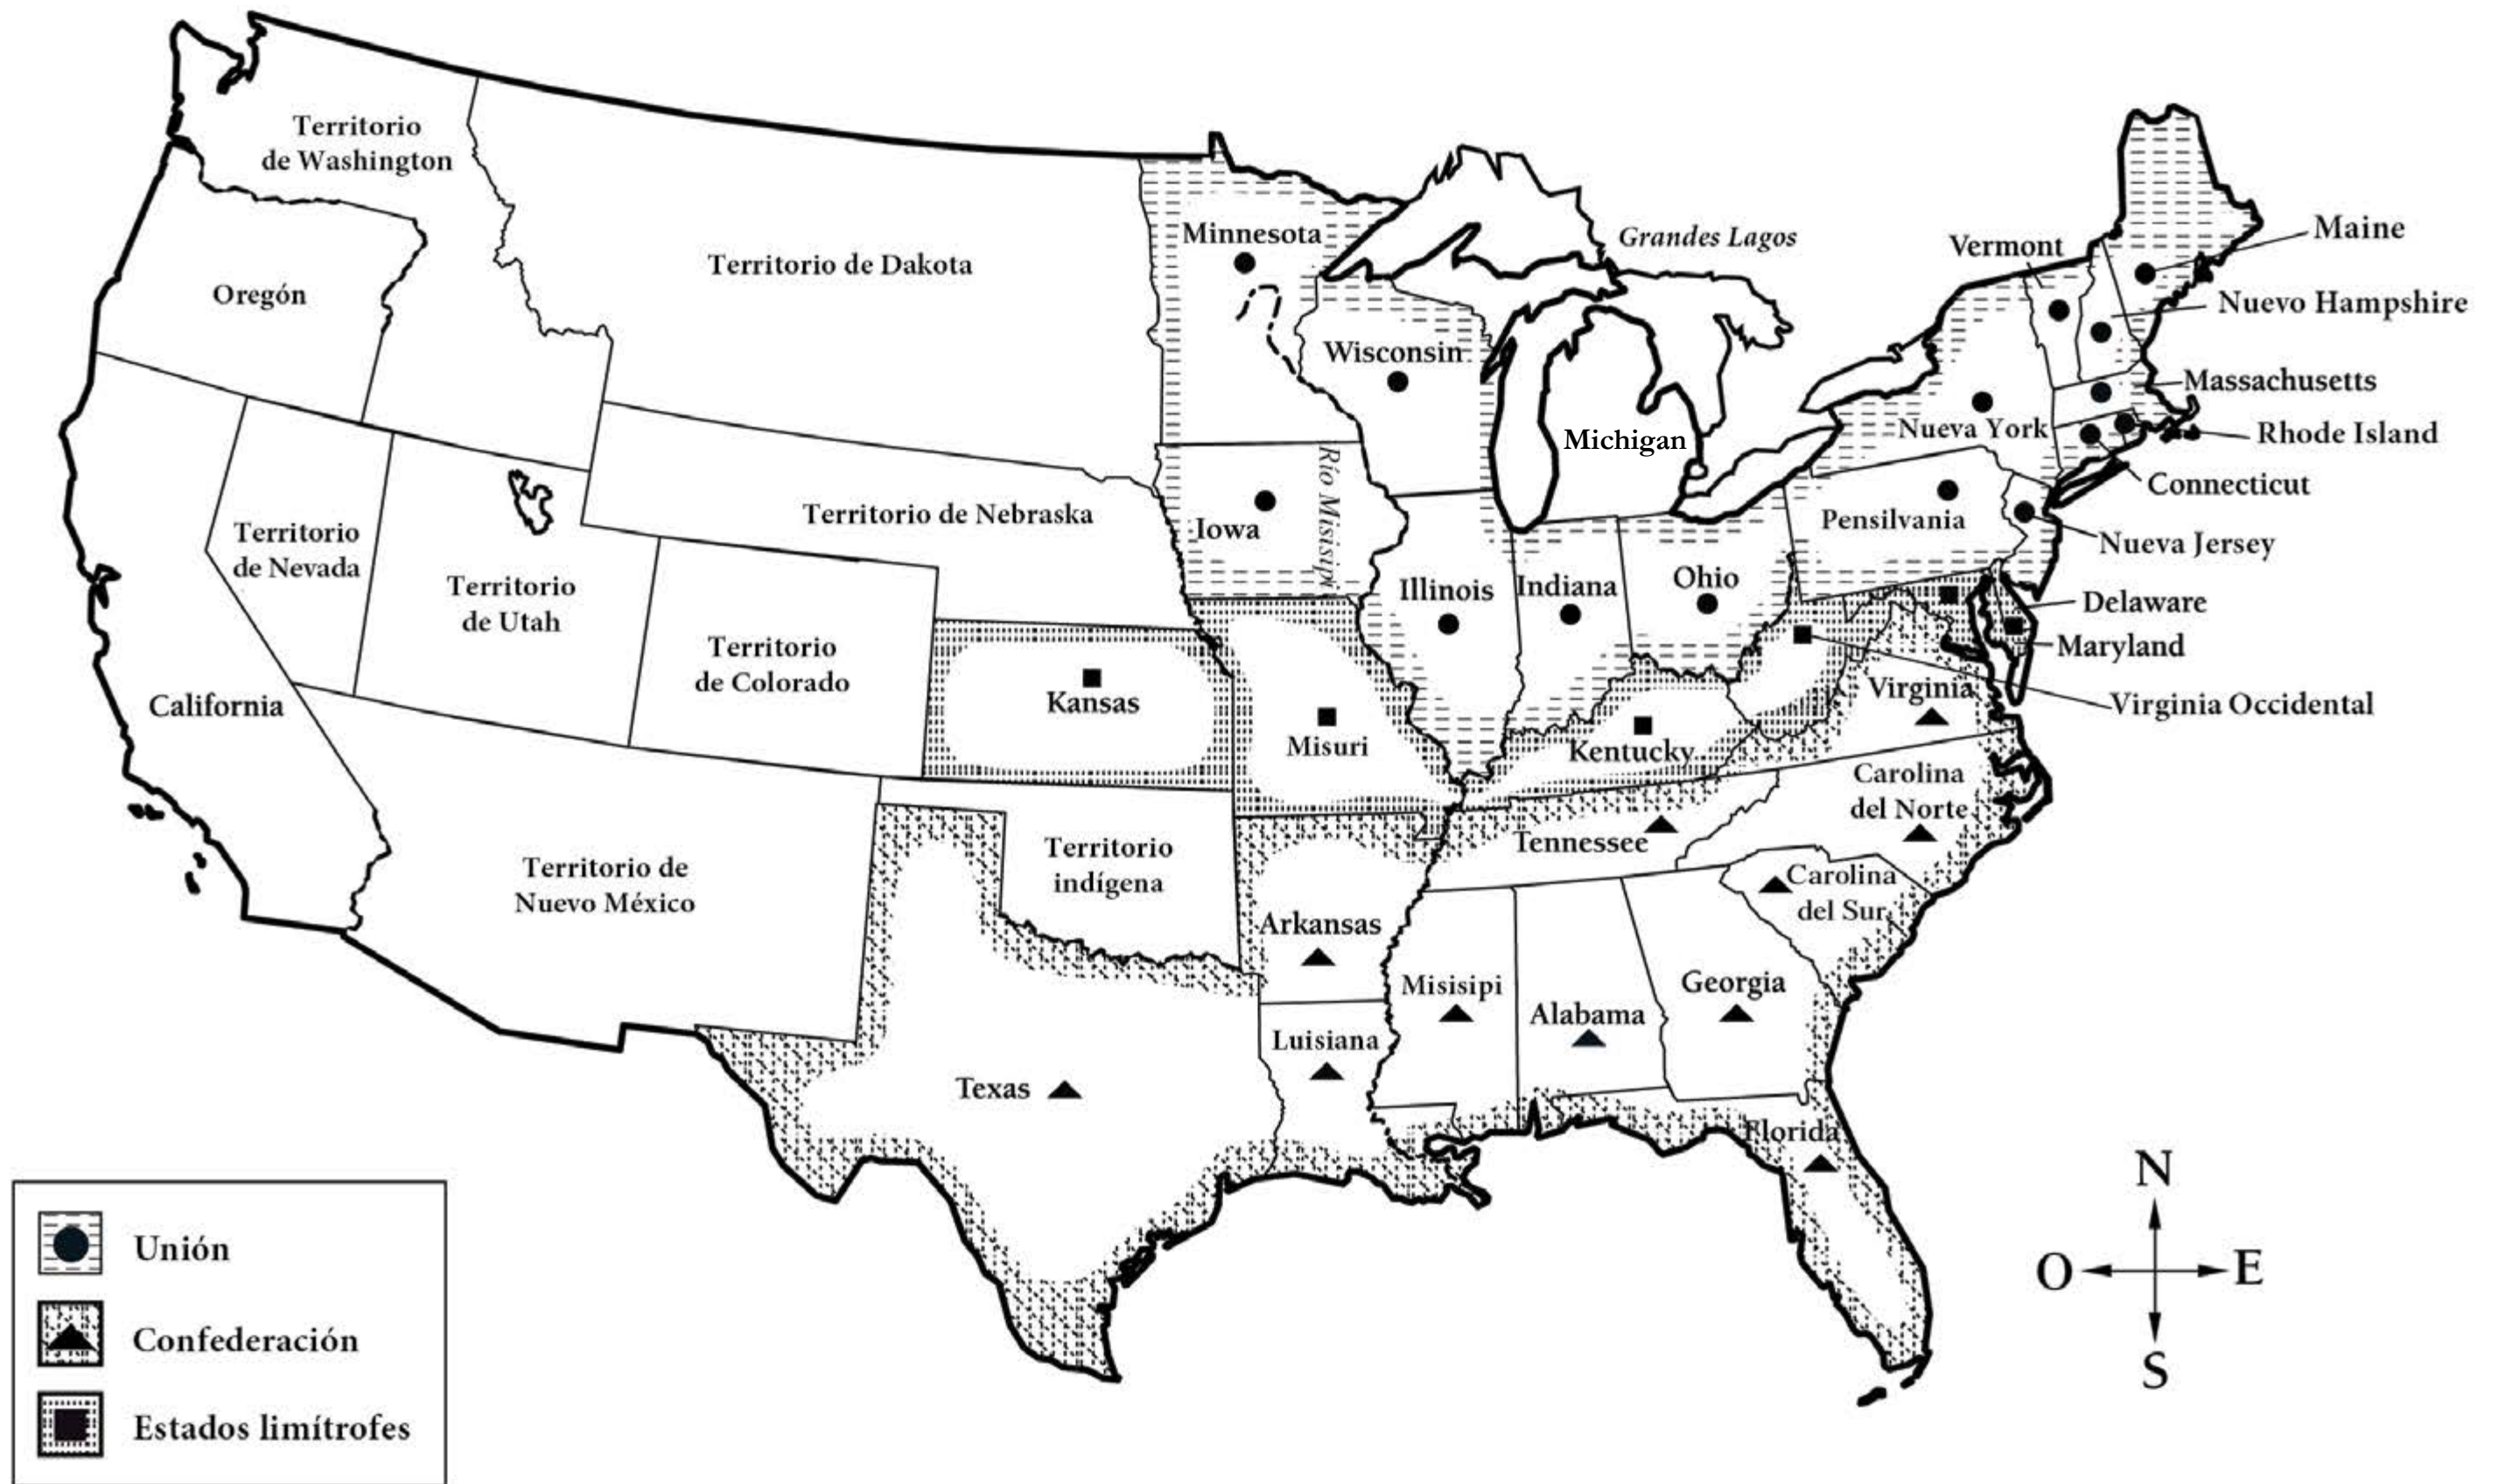 Territorio
de Washington
Oregón
Territorio de Dakota
Minnesota
Grandes Lagos
Wisconsin
Michigan
Vermont
Maine
Nuevo Hampshire
Massachusetts
Nueva York
Rhode Island
Connecticut
Pensilvania
Nueva Jersey
Territorio
de Nevada
Territorio
de Utah
Territorio de Nebraska
Iowa
Río Misisipi
Illinois
Indiana
Ohio
Delaware
Maryland
Virginia
Virginia Occidental
California
Territorio
de Colorado
Kansas
Misuri
Kentucky
Carolina
del Norte
Tennessee
Territorio de
Nuevo México
Territorio
indígena
Arkansas
Carolina
del Sur
Misisipi
Alabama
Georgia
Luisiana
Texas
Florida
Unión
Confederación
Estados limítrofes
N
O
E
S